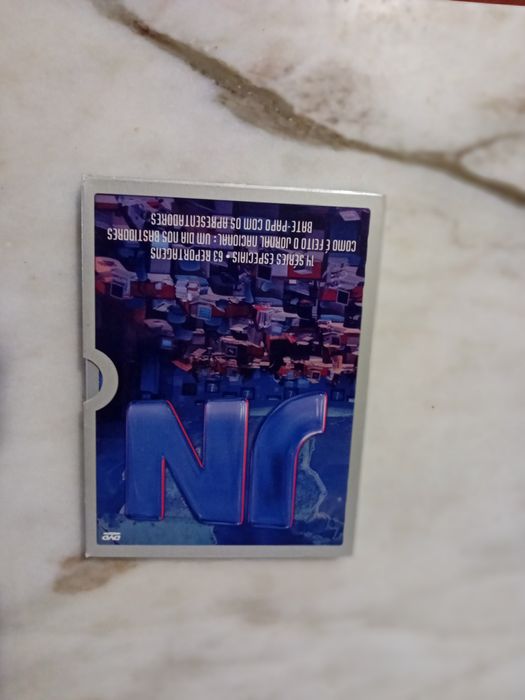 DVD
JN
14 SÉRIES ESPECIAIS • 63 REPORTAGENS
COMO É FEITO O JORNAL NACIONAL: UM DIA NOS BASTIDORES
BATE-PAPO COM OS APRESENTADORES